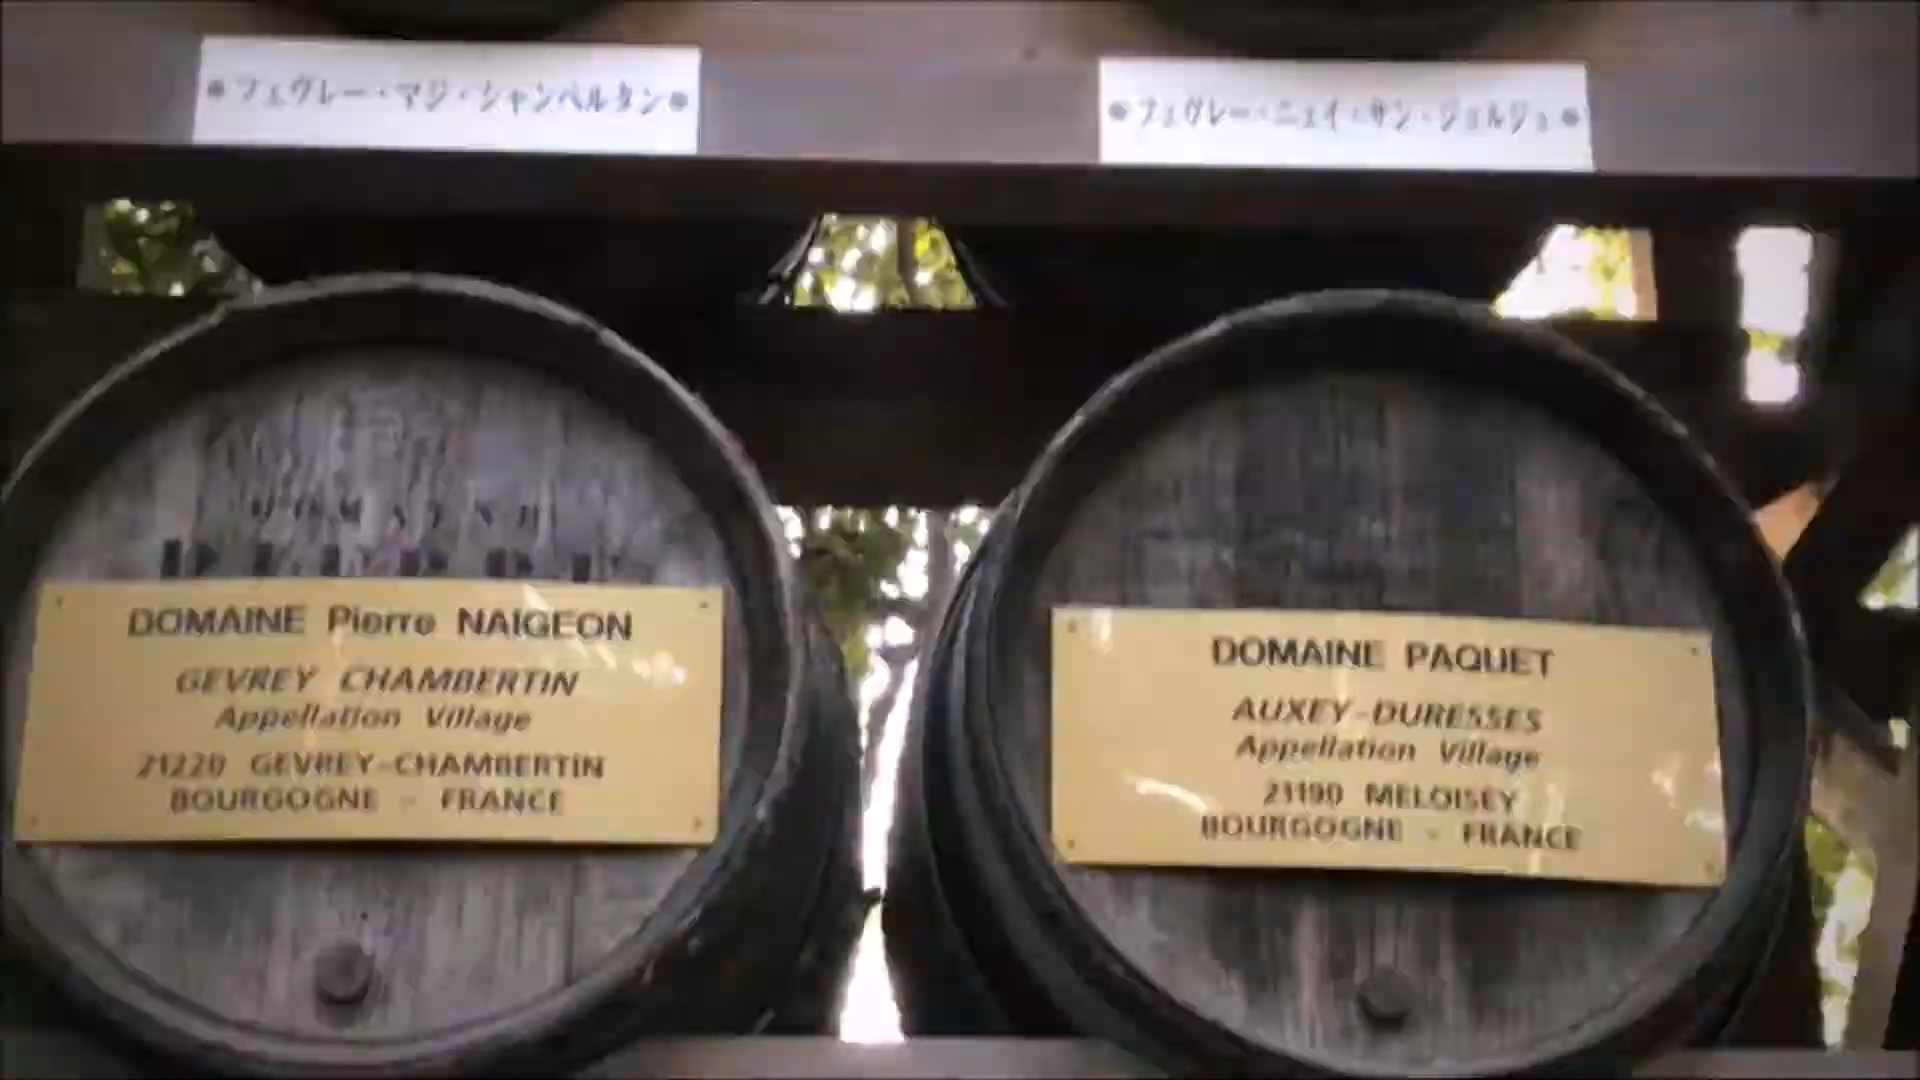 ●フェヴレー・マジ・シャンベルタン●
●フェヴレー・ニュイ・サン・ジョルジュ●
DOMAINE Pierre NAIGEON
GEVREY CHAMBERTIN
Appellation Village
21220 GEVREY-CHAMBERTIN
BOURGOGNE - FRANCE
DOMAINE PAQUET
AUXEY-DURESSES
Appellation Village
21190 MELOISEY
BOURGOGNE - FRANCE